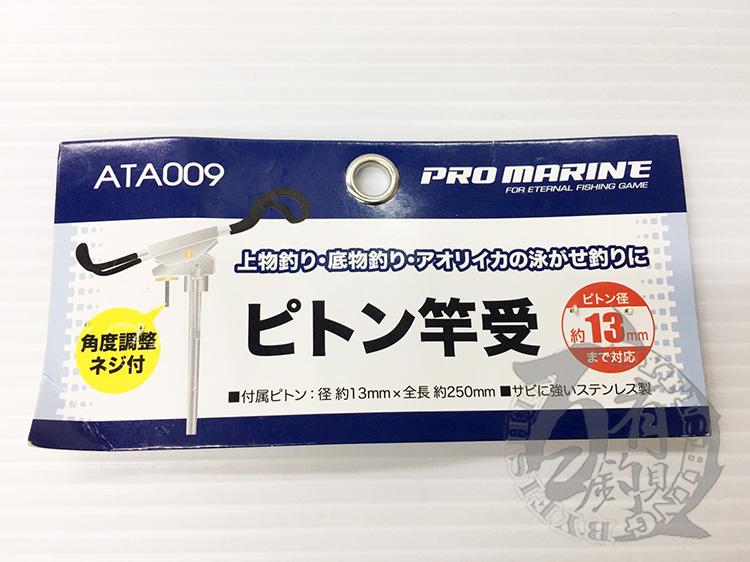 ATA009
PRO MARINE
FOR ETERNAL FISHING GAME
上物釣り・底物釣り・アオリイカの泳がせ釣りに
ピトン竿受
角度調整
ネジ付
ピトン径
約13mm
まで対応
■付属ピトン：径 約13mm×全長 約250mm ■サビに強いステンレス製
有
釣